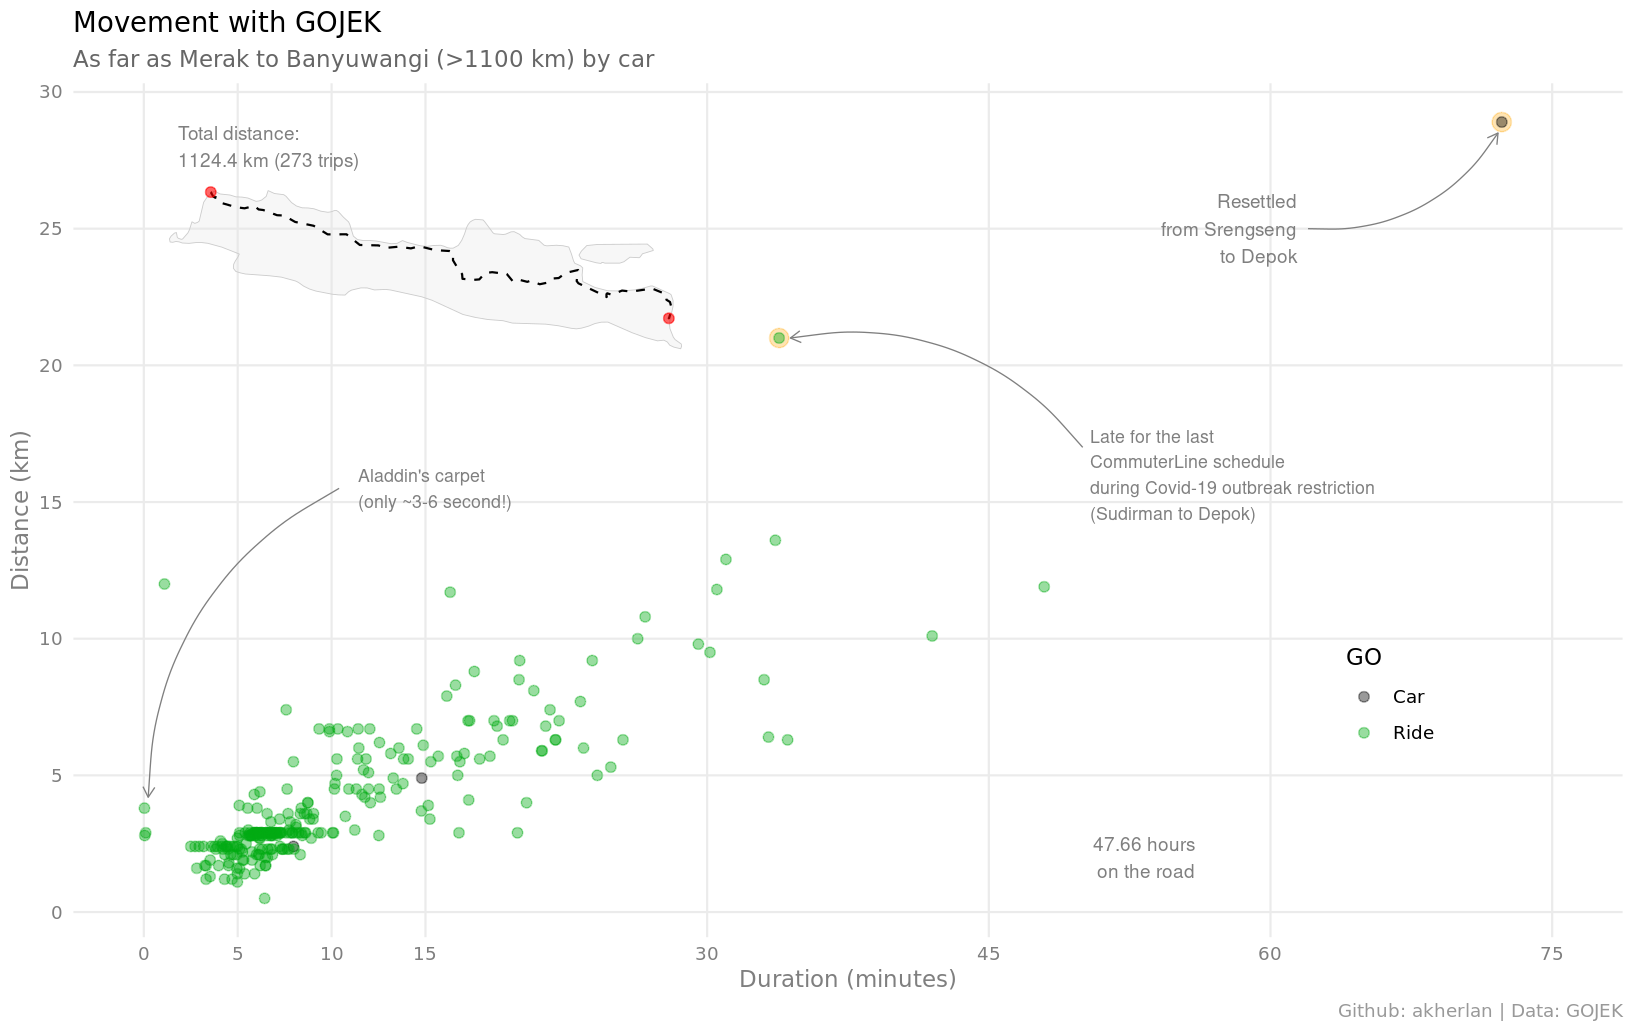 Movement with GOJEK
As far as Merak to Banyuwangi (>1100 km) by car
Distance (km)
30
25
20
15
10
5
0
Total distance:
1124.4 km (273 trips)
Resettled
from Srengseng
to Depok
Late for the last
CommuterLine schedule
during Covid-19 outbreak restriction
(Sudirman to Depok)
Aladdin's carpet
(only ~3-6 second!)
GO
Car
Ride
47.66 hours
on the road
0 5 10 15 30 45 60 75
Duration (minutes)
Github: akherlan | Data: GOJEK